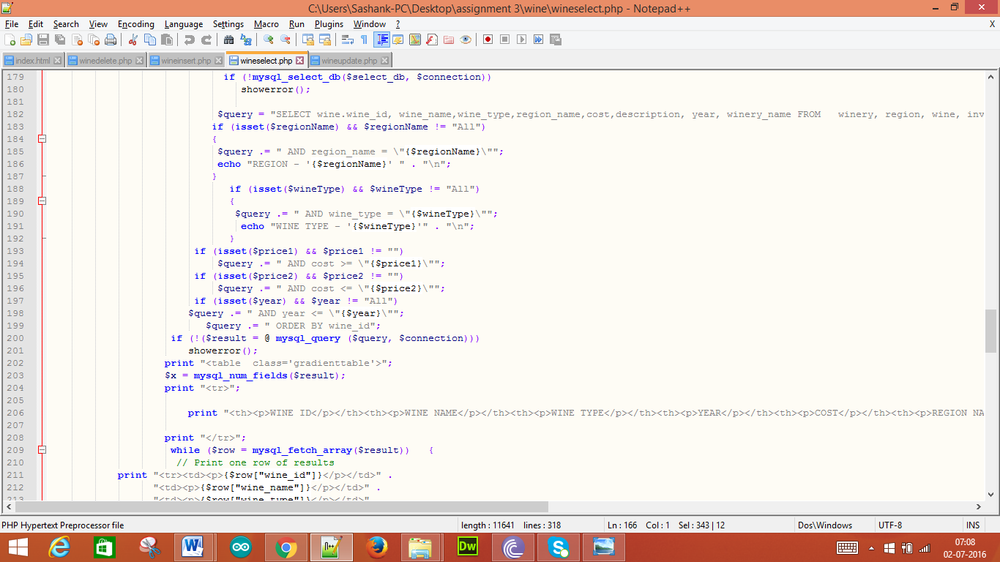 C:\Users\Sashank-PC\Desktop\assignment 3\wine\wineselect.php - Notepad++
File Edit Search View Encoding Language Settings Macro Run Plugins Window ? X
index.html winedelete.php wineinsert.php wineselect.php wineupdate.php
179 if (!mysql_select_db($select_db, $connection))
180 showerror();
181
182 $query = "SELECT wine.wine_id, wine_name,wine_type,region_name,cost,description, year, winery_name FROM winery, region, wine, inv
183 if (isset($regionName) && $regionName != "All")
184 {
185 $query .= " AND region_name = \"{$regionName}\"";
186 echo "REGION - '{$regionName}' " . "\n";
187 }
188 if (isset($wineType) && $wineType != "All")
189 {
190 $query .= " AND wine_type = \"{$wineType}\"";
191 echo "WINE TYPE - '{$wineType}'" . "\n";
192 }
193 if (isset($price1) && $price1 != "")
194 $query .= " AND cost >= \"{$price1}\"";
195 if (isset($price2) && $price2 != "")
196 $query .= " AND cost <= \"{$price2}\"";
197 if (isset($year) && $year != "All")
198 $query .= " AND year <= \"{$year}\"";
199 $query .= " ORDER BY wine_id";
200 if (!($result = @ mysql_query ($query, $connection)))
201 showerror();
202 print "<table class='gradienttable'>";
203 $x = mysql_num_fields($result);
204 print "<tr>";
205
206 print "<th><p>WINE ID</p></th><th><p>WINE NAME</p></th><th><p>WINE TYPE</p></th><th><p>YEAR</p></th><th><p>COST</p></th><th><p>REGION NA
207
208 print "</tr>";
209 while ($row = mysql_fetch_array($result)) {
210 // Print one row of results
211 print "<tr><td><p>{$row["wine_id"]}</p></td>" .
212 "<td><p>{$row["wine_name"]}</p></td>" .
213 "<td><p>{$row["wine_type"]}</p></td>"
PHP Hypertext Preprocessor file length : 11641 lines : 318 Ln : 166 Col : 1 Sel : 343 | 12 Dos\Windows UTF-8 INS
07:08
02-07-2016